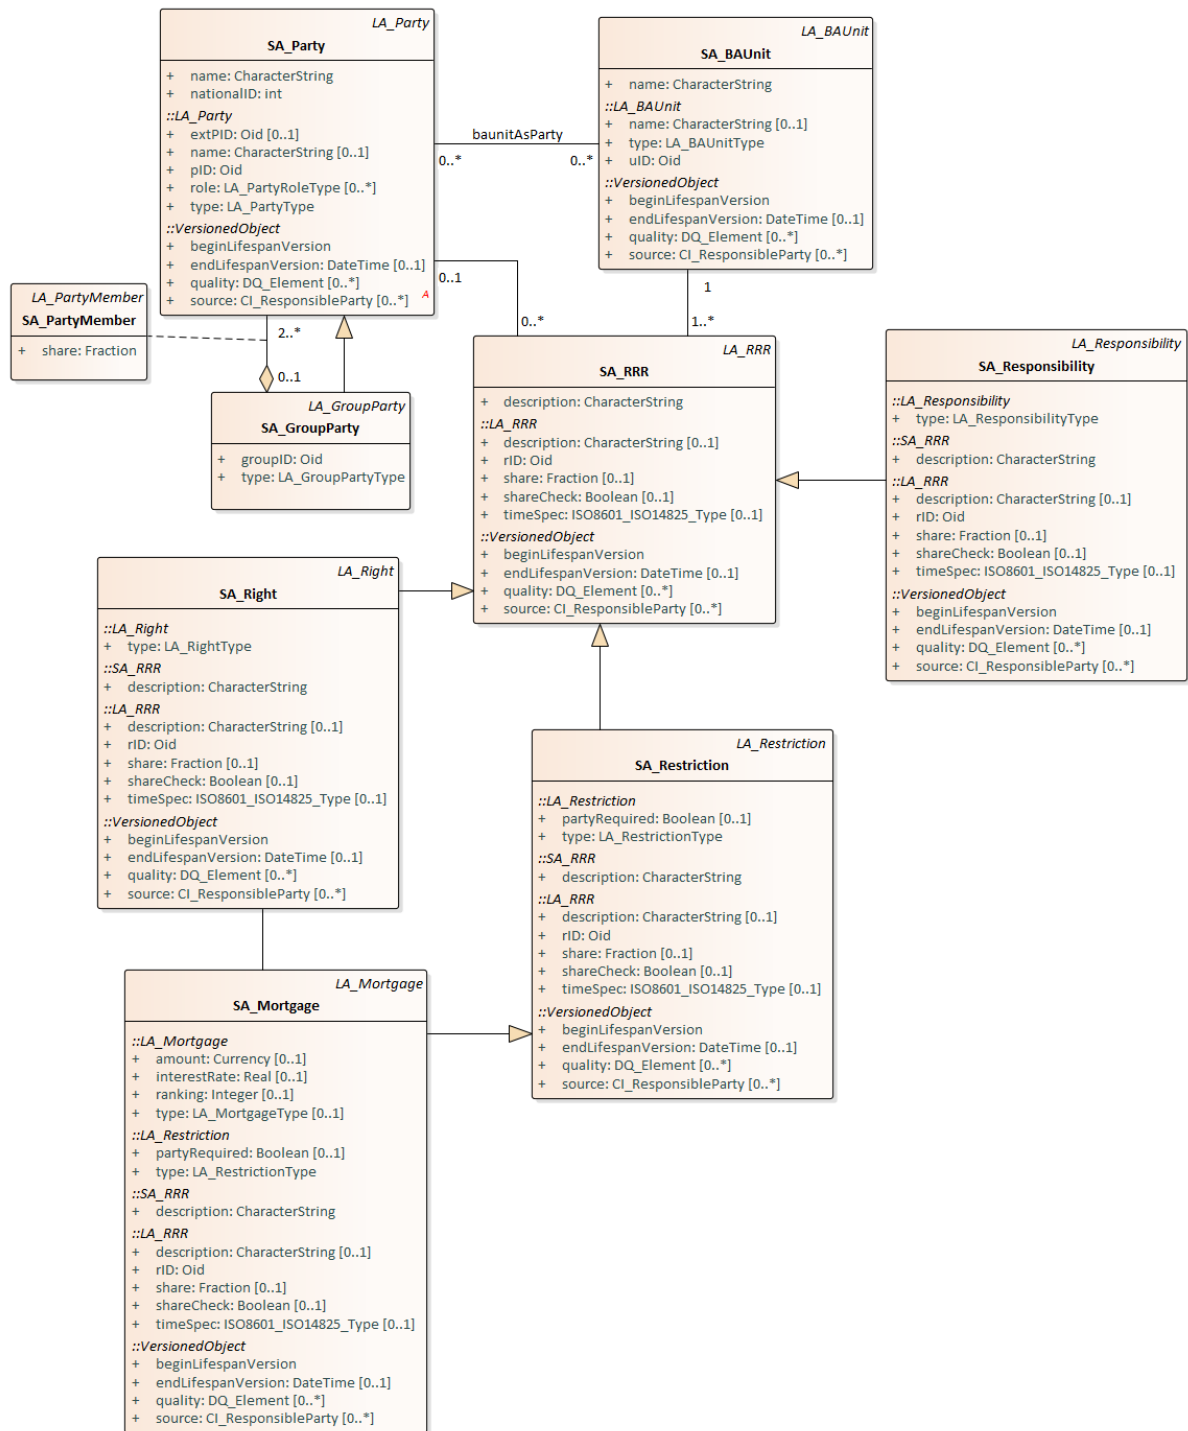 LA_Party
SA_Party
+ name: CharacterString
+ nationalID: int
::LA_Party
+ extPID: Oid [0..1]
+ name: CharacterString [0..1]
+ pID: Oid
+ role: LA_PartyRoleType [0..*]
+ type: LA_PartyType
::VersionedObject
+ beginLifespanVersion
+ endLifespanVersion: DateTime [0..1]
+ quality: DQ_Element [0..*]
+ source: CI_ResponsibleParty [0..*]
A
baunitAsParty
0..*
0..*
LA_BAUnit
SA_BAUnit
+ name: CharacterString
::LA_BAUnit
+ name: CharacterString [0..1]
+ type: LA_BAUnitType
+ uID: Oid
::VersionedObject
+ beginLifespanVersion
+ endLifespanVersion: DateTime [0..1]
+ quality: DQ_Element [0..*]
+ source: CI_ResponsibleParty [0..*]
0..1
0..*
1
1..*
LA_PartyMember
SA_PartyMember
+ share: Fraction
2..*
0..1
LA_GroupParty
SA_GroupParty
+ groupID: Oid
+ type: LA_GroupPartyType
LA_RRR
SA_RRR
+ description: CharacterString
::LA_RRR
+ description: CharacterString [0..1]
+ rID: Oid
+ share: Fraction [0..1]
+ shareCheck: Boolean [0..1]
+ timeSpec: ISO8601_ISO14825_Type [0..1]
::VersionedObject
+ beginLifespanVersion
+ endLifespanVersion: DateTime [0..1]
+ quality: DQ_Element [0..*]
+ source: CI_ResponsibleParty [0..*]
LA_Responsibility
SA_Responsibility
::LA_Responsibility
+ type: LA_ResponsibilityType
::SA_RRR
+ description: CharacterString
::LA_RRR
+ description: CharacterString [0..1]
+ rID: Oid
+ share: Fraction [0..1]
+ shareCheck: Boolean [0..1]
+ timeSpec: ISO8601_ISO14825_Type [0..1]
::VersionedObject
+ beginLifespanVersion
+ endLifespanVersion: DateTime [0..1]
+ quality: DQ_Element [0..*]
+ source: CI_ResponsibleParty [0..*]
LA_Right
SA_Right
::LA_Right
+ type: LA_RightType
::SA_RRR
+ description: CharacterString
::LA_RRR
+ description: CharacterString [0..1]
+ rID: Oid
+ share: Fraction [0..1]
+ shareCheck: Boolean [0..1]
+ timeSpec: ISO8601_ISO14825_Type [0..1]
::VersionedObject
+ beginLifespanVersion
+ endLifespanVersion: DateTime [0..1]
+ quality: DQ_Element [0..*]
+ source: CI_ResponsibleParty [0..*]
LA_Restriction
SA_Restriction
::LA_Restriction
+ partyRequired: Boolean [0..1]
+ type: LA_RestrictionType
::SA_RRR
+ description: CharacterString
::LA_RRR
+ description: CharacterString [0..1]
+ rID: Oid
+ share: Fraction [0..1]
+ shareCheck: Boolean [0..1]
+ timeSpec: ISO8601_ISO14825_Type [0..1]
::VersionedObject
+ beginLifespanVersion
+ endLifespanVersion: DateTime [0..1]
+ quality: DQ_Element [0..*]
+ source: CI_ResponsibleParty [0..*]
LA_Mortgage
SA_Mortgage
::LA_Mortgage
+ amount: Currency [0..1]
+ interestRate: Real [0..1]
+ ranking: Integer [0..1]
+ type: LA_MortgageType [0..1]
::LA_Restriction
+ partyRequired: Boolean [0..1]
+ type: LA_RestrictionType
::SA_RRR
+ description: CharacterString
::LA_RRR
+ description: CharacterString [0..1]
+ rID: Oid
+ share: Fraction [0..1]
+ shareCheck: Boolean [0..1]
+ timeSpec: ISO8601_ISO14825_Type [0..1]
::VersionedObject
+ beginLifespanVersion
+ endLifespanVersion: DateTime [0..1]
+ quality: DQ_Element [0..*]
+ source: CI_ResponsibleParty [0..*]